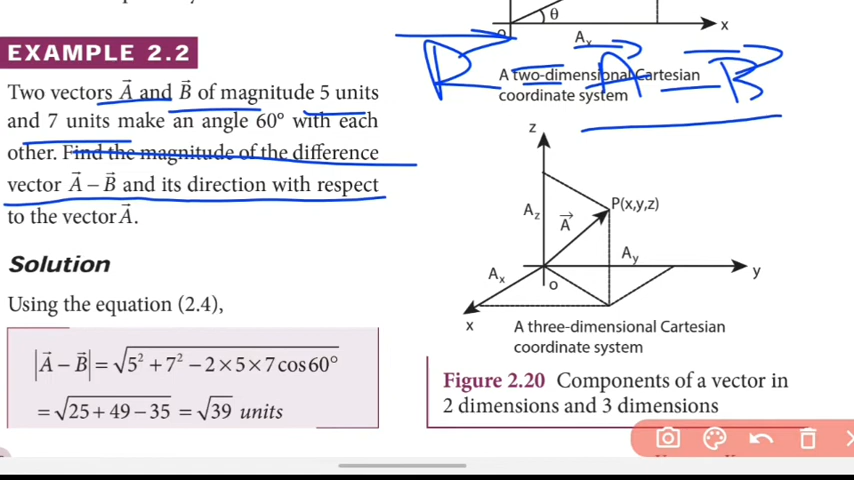 EXAMPLE 2.2
Two vectors A⃗ and B⃗ of magnitude 5 units
and 7 units make an angle 60° with each
other. Find the magnitude of the difference
vector A⃗ – B⃗ and its direction with respect
to the vector A⃗.
Solution
Using the equation (2.4),
|A⃗ – B⃗| = √5² + 7² – 2 × 5 × 7 cos 60°
= √25 + 49 – 35 = √39 units
θ
x
Aₓ
R⃗ = A⃗ – B⃗
A two-dimensional Cartesian
coordinate system
z
P(x,y,z)
A_z
A⃗
A_y
Aₓ
o
y
x
A three-dimensional Cartesian
coordinate system
Figure 2.20 Components of a vector in
2 dimensions and 3 dimensions